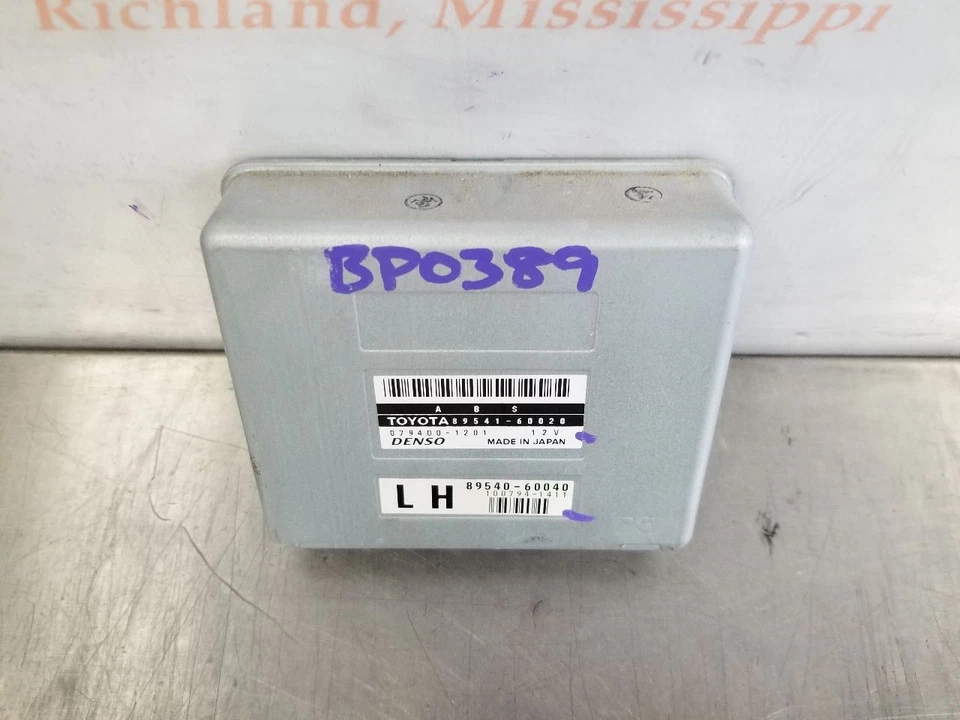 Richland, Mississippi
BP0389
A B S
TOYOTA 89541-60020
079400-1201 12V
DENSO MADE IN JAPAN
LH 89540-60040
100794-1411